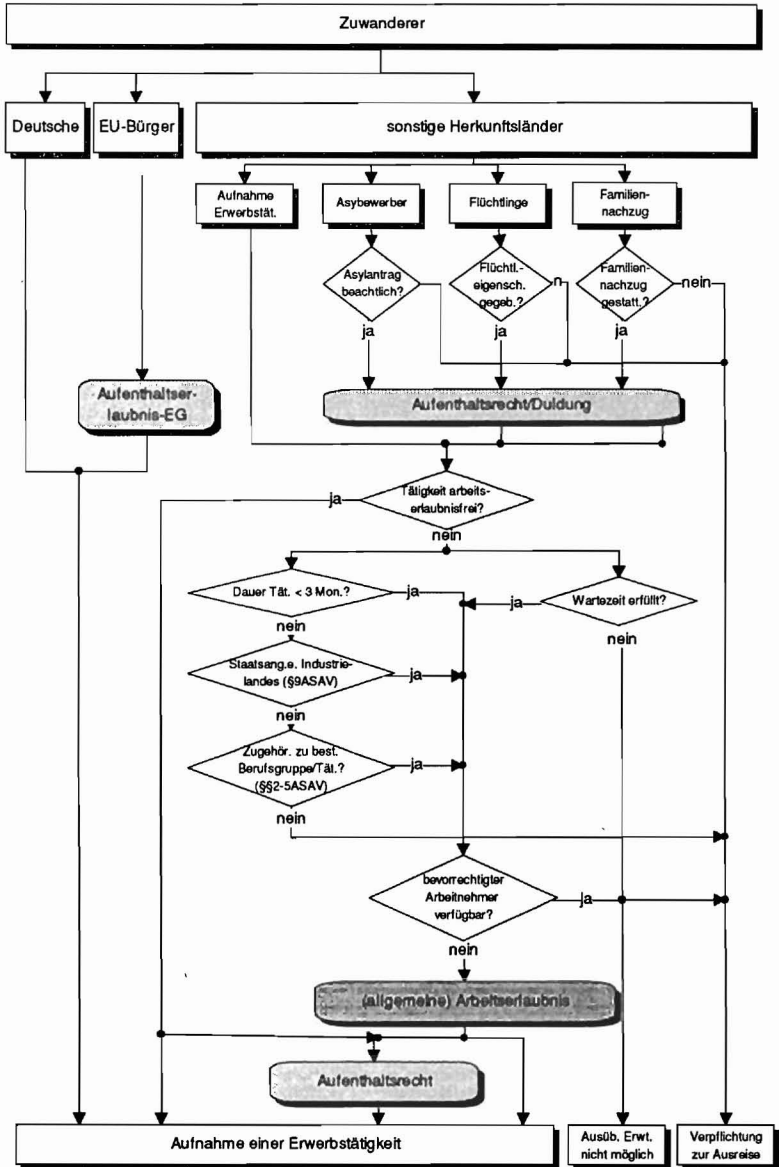 Zuwanderer
Deutsche
EU-Bürger
sonstige Herkunftsländer
Aufnahme
Erwerbstät.
Asybewerber
Flüchtlinge
Familien-
nachzug
Asylantrag
beachtlich?
Flüchtl.-
eigensch.
gegeb.?
n
Familien-
nachzug
gestatt.?
nein
ja
ja
ja
Aufenthaltser-
laubnis-EG
Aufenthaltsrecht/Duldung
Tätigkeit arbeits-
erlaubnisfrei?
ja
nein
Dauer Tät. < 3 Mon.?
ja
ja
Wartezeit erfüllt?
nein
nein
Staatsang.e. Industrie-
landes (§9ASAV)
ja
nein
Zugehör. zu best.
Berufsgruppe/Tät.?
(§§2-5ASAV)
ja
nein
bevorrechtigter
Arbeitnehmer
verfügbar?
ja
nein
(allgemeine) Arbeitserlaubnis
Aufenthaltsrecht
Aufnahme einer Erwerbstätigkeit
Ausüb. Erwt.
nicht möglich
Verpflichtung
zur Ausreise